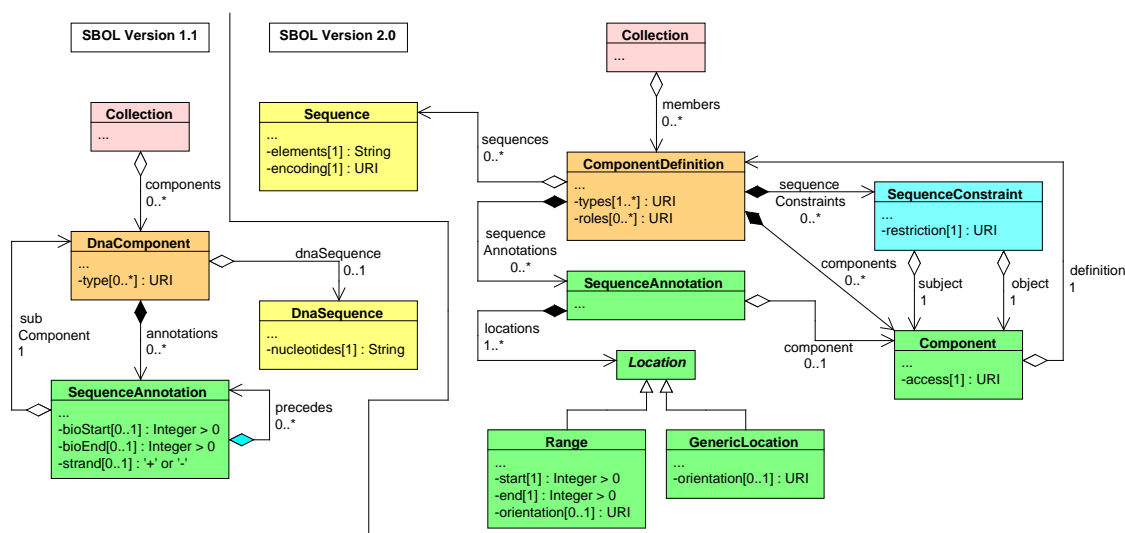 SBOL Version 1.1
SBOL Version 2.0
Collection
...
components
0..*
DnaComponent
...
-type[0..*] : URI
dnaSequence
0..1
DnaSequence
...
-nucleotides[1] : String
sub
Component
1
annotations
0..*
SequenceAnnotation
...
-bioStart[0..1] : Integer > 0
-bioEnd[0..1] : Integer > 0
-strand[0..1] : '+' or '-'
precedes
0..*
Collection
...
members
0..*
Sequence
...
-elements[1] : String
-encoding[1] : URI
sequences
0..*
ComponentDefinition
...
-types[1..*] : URI
-roles[0..*] : URI
sequence
Constraints
0..*
SequenceConstraint
...
-restriction[1] : URI
sequence
Annotations
0..*
components
0..*
subject
1
object
1
definition
1
SequenceAnnotation
...
locations
1..*
component
0..1
Component
...
-access[1] : URI
Location
Range
...
-start[1] : Integer > 0
-end[1] : Integer > 0
-orientation[0..1] : URI
GenericLocation
...
-orientation[0..1] : URI